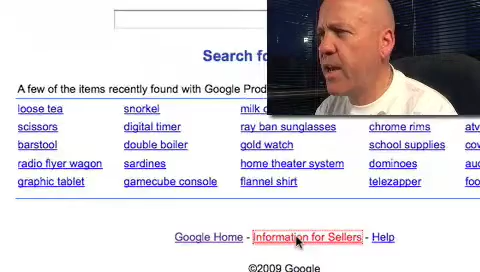 Search fo
A few of the items recently found with Google Prod
loose tea snorkel milk
scissors digital timer ray ban sunglasses chrome rims atv
barstool double boiler gold watch school supplies
radio flyer wagon sardines home theater system dominoes
graphic tablet gamecube console flannel shirt telezapper
Google Home - Information for Sellers - Help
©2009 Google